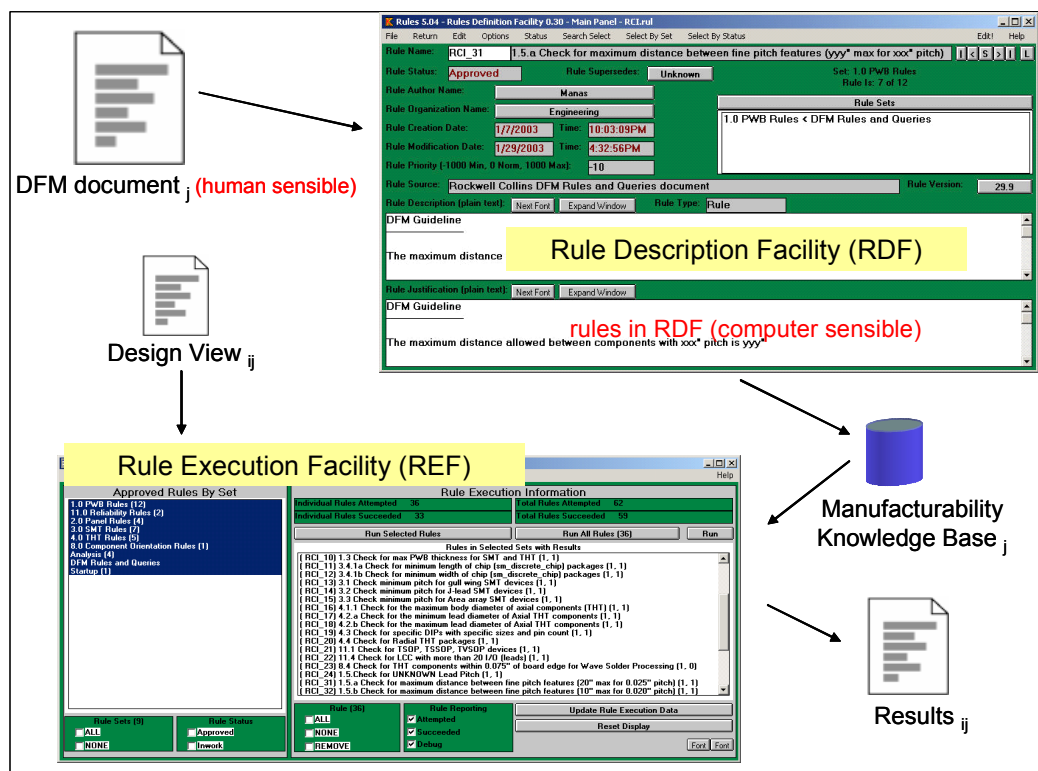 Rules 5.04 - Rules Definition Facility 0.30 - Main Panel - RCI.rul
File Return Edit Options Status Search Select Select By Set Select By Status Edit! Help
Rule Name: RCI_31 1.5.a Check for maximum distance between fine pitch features (yyy" max for xxx" pitch) I < S > I L
Rule Status: Approved Rule Supersedes: Unknown Set: 1.0 PWB Rules
Rule Is: 7 of 12
Rule Author Name: Manas Rule Sets
Rule Organization Name: Engineering 1.0 PWB Rules < DFM Rules and Queries
Rule Creation Date: 1/7/2003 Time: 10:03:09PM
Rule Modification Date: 1/29/2003 Time: 4:32:56PM
Rule Priority (-1000 Min, 0 Norm, 1000 Max): -10
Rule Source: Rockwell Collins DFM Rules and Queries document Rule Version: 29.9
Rule Description (plain text): Next Font Expand Window Rule Type: Rule
DFM Guideline
The maximum distance
Rule Description Facility (RDF)
Rule Justification (plain text): Next Font Expand Window
DFM Guideline
rules in RDF (computer sensible)
The maximum distance allowed between components with xxx" pitch is yyy"
DFM document j (human sensible)
Design View ij
Rule Execution Facility (REF)
Help
Approved Rules By Set
1.0 PWB Rules (12)
11.0 Reliability Rules (2)
2.0 Panel Rules (4)
3.0 SMT Rules (7)
4.0 THT Rules (5)
8.0 Component Orientation Rules (1)
Analysis (4)
DFM Rules and Queries
Startup (1)
Rule Sets (9) Rule Status
ALL Approved
NONE Inwork
Rule Execution Information
Individual Rules Attempted 36 Total Rules Attempted 62
Individual Rules Succeeded 33 Total Rules Succeeded 59
Run Selected Rules Run All Rules (36) Run
Rules in Selected Sets with Results
( RCI_10) 1.3 Check for max PWB thickness for SMT and THT (1, 1)
( RCI_11) 3.4.1a Check for minimum length of chip (sm_discrete_chip) packages (1, 1)
( RCI_12) 3.4.1b Check for minimum width of chip (sm_discrete_chip) packages (1, 1)
( RCI_13) 3.1 Check minimum pitch for gull wing SMT devices (1, 1)
( RCI_14) 3.2 Check minimum pitch for J-lead SMT devices (1, 1)
( RCI_15) 3.3 Check minimum pitch for Area array SMT devices (1, 1)
( RCI_16) 4.1.1 Check for the maximum body diameter of axial components (THT) (1, 1)
( RCI_17) 4.2.a Check for the minimum lead diameter of Axial THT components (1, 1)
( RCI_18) 4.2.b Check for the maximum lead diameter of Axial THT components (1, 1)
( RCI_19) 4.3 Check for specific DIPs with specific sizes and pin count (1, 1)
( RCI_20) 4.4 Check for Radial THT packages (1, 1)
( RCI_21) 11.1 Check for TSOP, TSSOP, TVSOP devices (1, 1)
( RCI_22) 11.4 Check for LCC with more than 20 I/O (leads) (1, 1)
( RCI_23) 8.4 Check for THT components within 0.075" of board edge for Wave Solder Processing (1, 0)
( RCI_24) 1.5.Check for UNKNOWN Lead Pitch (1, 1)
( RCI_31) 1.5.a Check for maximum distance between fine pitch features (20" max for 0.025" pitch) (1, 1)
( RCI_32) 1.5.b Check for maximum distance between fine pitch features (10" max for 0.020" pitch) (1, 1)
Rule (36) Rule Reporting Update Rule Execution Data
ALL Attempted
NONE Succeeded Reset Display
REMOVE Debug Font Font
Manufacturability
Knowledge Base j
Results ij